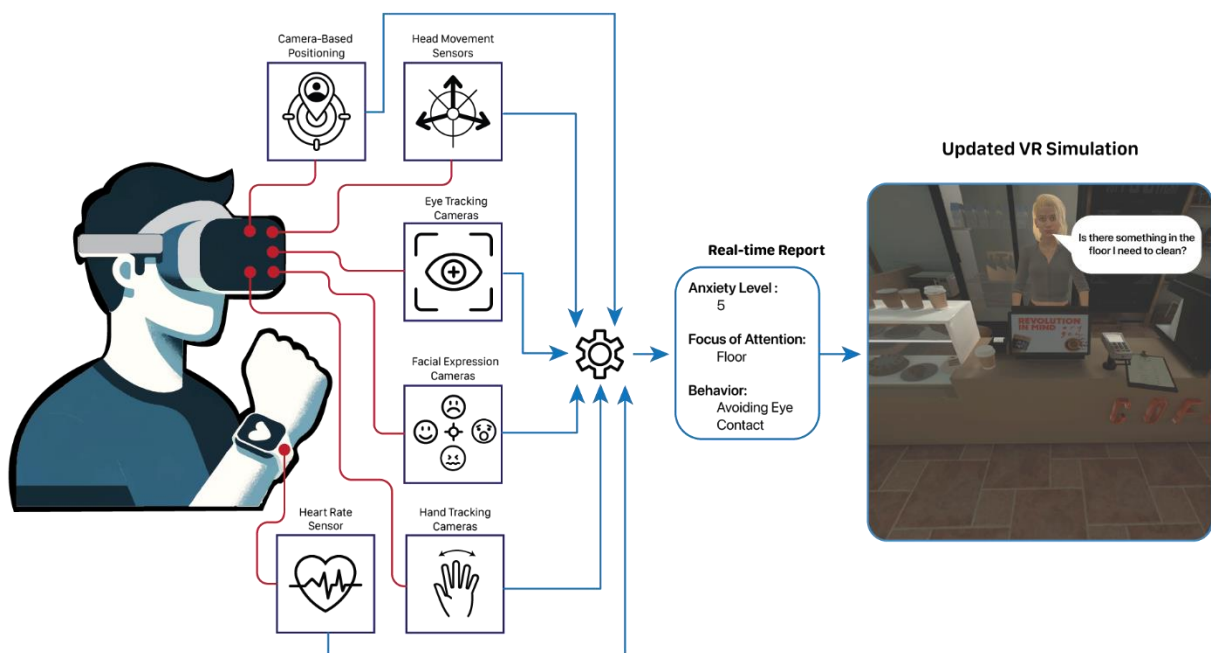 Camera-Based
Positioning
Head Movement
Sensors
Eye Tracking
Cameras
Facial Expression
Cameras
Heart Rate
Sensor
Hand Tracking
Cameras
Real-time Report
Anxiety Level :
5
Focus of Attention:
Floor
Behavior:
Avoiding Eye
Contact
Updated VR Simulation
Is there something in the
floor I need to clean?
REVOLUTION
IN MIND